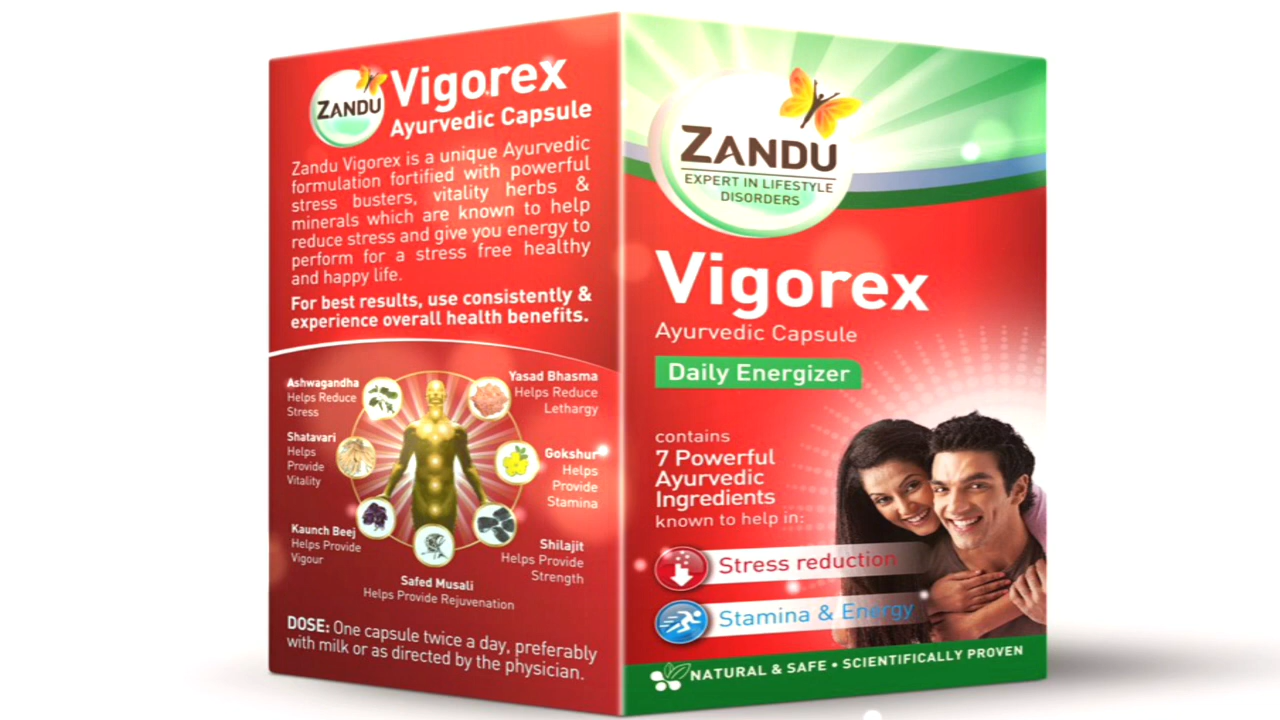 ZANDU
Vigorex
Ayurvedic Capsule
Zandu Vigorex is a unique Ayurvedic
formulation fortified with powerful
stress busters, vitality herbs &
minerals which are known to help
reduce stress and give you energy to
perform for a stress free healthy
and happy life.
For best results, use consistently &
experience overall health benefits.
Ashwagandha
Helps Reduce
Stress
Yasad Bhasma
Helps Reduce
Lethargy
Shatavari
Helps
Provide
Vitality
Gokshur
Helps
Provide
Stamina
Kaunch Beej
Helps Provide
Vigour
Shilajit
Helps Provide
Strength
Safed Musali
Helps Provide Rejuvenation
DOSE: One capsule twice a day, preferably
with milk or as directed by the physician.
ZANDU
EXPERT IN LIFESTYLE
DISORDERS
Vigorex
Ayurvedic Capsule
Daily Energizer
contains
7 Powerful
Ayurvedic
Ingredients
known to help in:
Stress reduction
Stamina & Energy
NATURAL & SAFE • SCIENTIFICALLY PROVEN